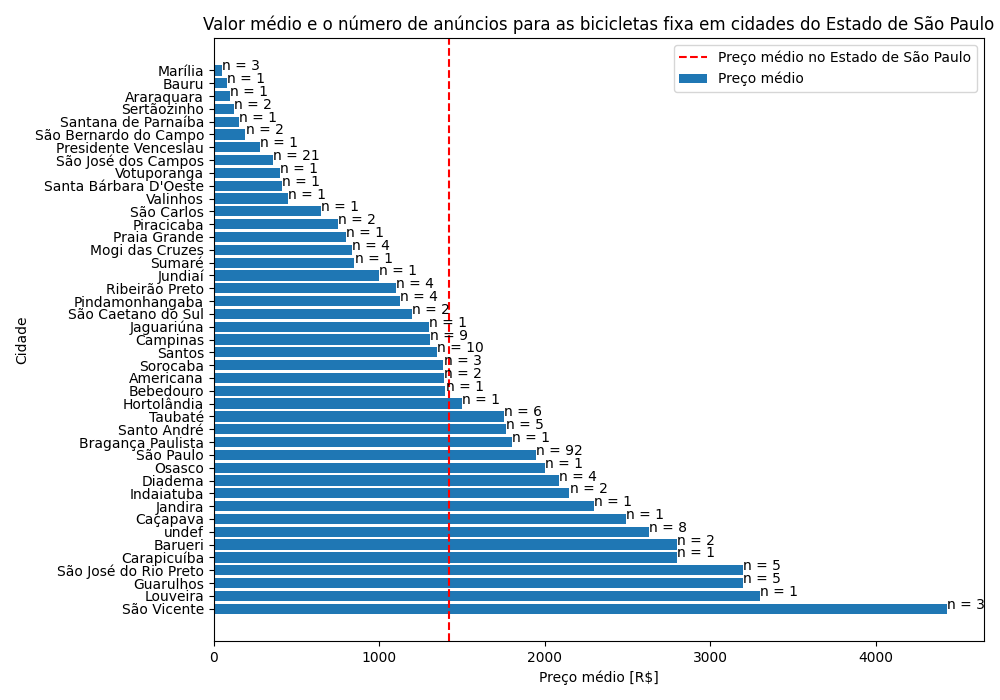 Valor médio e o número de anúncios para as bicicletas fixa em cidades do Estado de São Paulo
Preço médio no Estado de São Paulo
Preço médio
Cidade
Marília n = 3
Bauru n = 1
Araraquara n = 1
Sertãozinho n = 2
Santana de Parnaíba n = 1
São Bernardo do Campo n = 2
Presidente Venceslau n = 1
São José dos Campos n = 21
Votuporanga n = 1
Santa Bárbara D'Oeste n = 1
Valinhos n = 1
São Carlos n = 1
Piracicaba n = 2
Praia Grande n = 1
Mogi das Cruzes n = 4
Sumaré n = 1
Jundiaí n = 1
Ribeirão Preto n = 4
Pindamonhangaba n = 4
São Caetano do Sul n = 2
Jaguariúna n = 1
Campinas n = 9
Santos n = 10
Sorocaba n = 3
Americana n = 2
Bebedouro n = 1
Hortolândia n = 1
Taubaté n = 6
Santo André n = 5
Bragança Paulista n = 1
São Paulo n = 92
Osasco n = 1
Diadema n = 4
Indaiatuba n = 2
Jandira n = 1
Caçapava n = 1
undef n = 8
Barueri n = 2
Carapicuíba n = 1
São José do Rio Preto n = 5
Guarulhos n = 5
Louveira n = 1
São Vicente n = 3
0 1000 2000 3000 4000
Preço médio [R$]